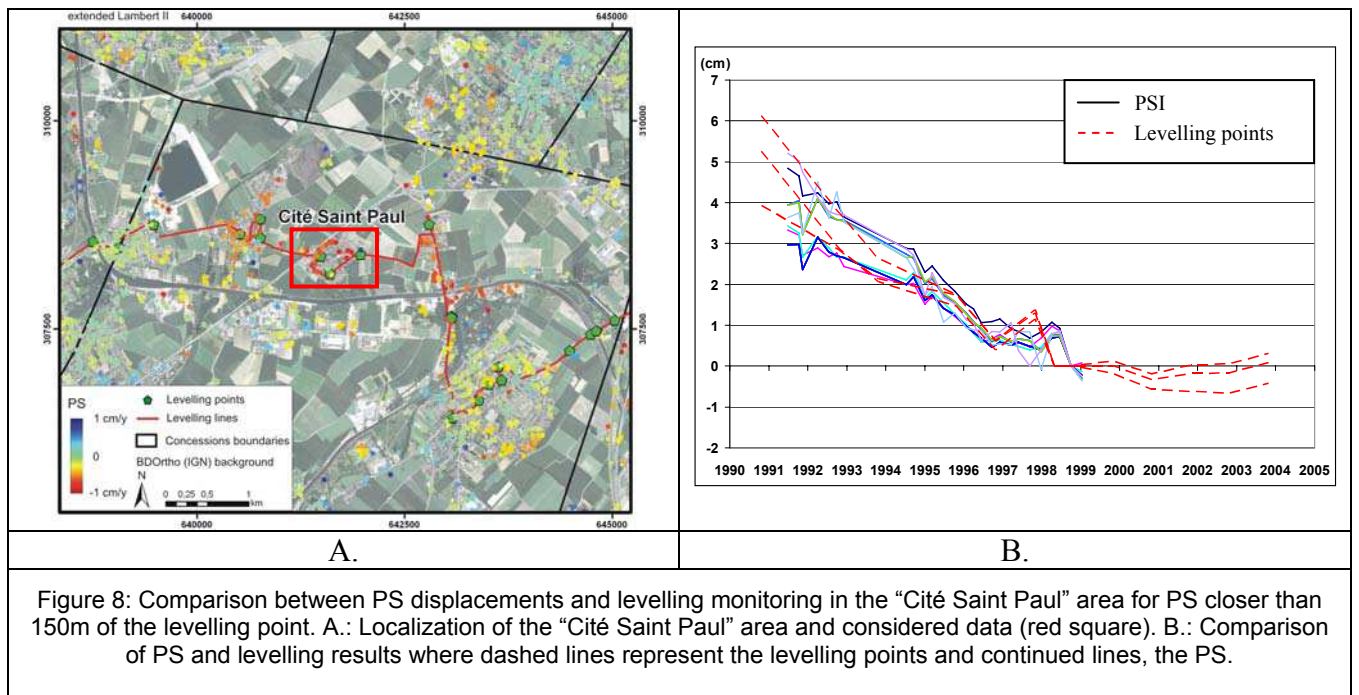 extended Lambert II
640000
642500
645000
310000
310000
307500
307500
Cité Saint Paul
PS
1 cm/y
0
-1 cm/y
Levelling points
Levelling lines
Concessions boundaries
BDOrtho (IGN) background
N
0 0,25 0,5 1
km
640000
642500
645000
(cm)
7
6
5
4
3
2
1
0
-1
-2
PSI
Levelling points
1990 1991 1992 1993 1994 1995 1996 1997 1998 1999 2000 2001 2002 2003 2004 2005
A.
B.
Figure 8: Comparison between PS displacements and levelling monitoring in the “Cité Saint Paul” area for PS closer than
150m of the levelling point. A.: Localization of the “Cité Saint Paul” area and considered data (red square). B.: Comparison
of PS and levelling results where dashed lines represent the levelling points and continued lines, the PS.